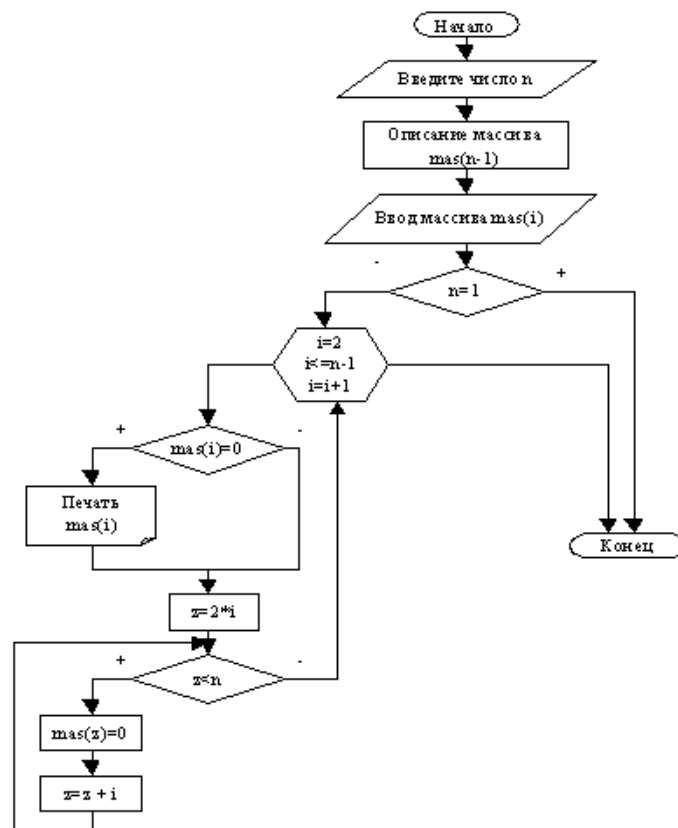 Начало
Введите число n
Описание массива
mas(n-1)
Ввод массива mas(i)
-
+
n=1
i=2
i<=n-1
i=i+1
+
-
mas(i)=0
Печать
mas(i)
Конец
z=2*i
+
-
z<n
mas(z)=0
z=z + i